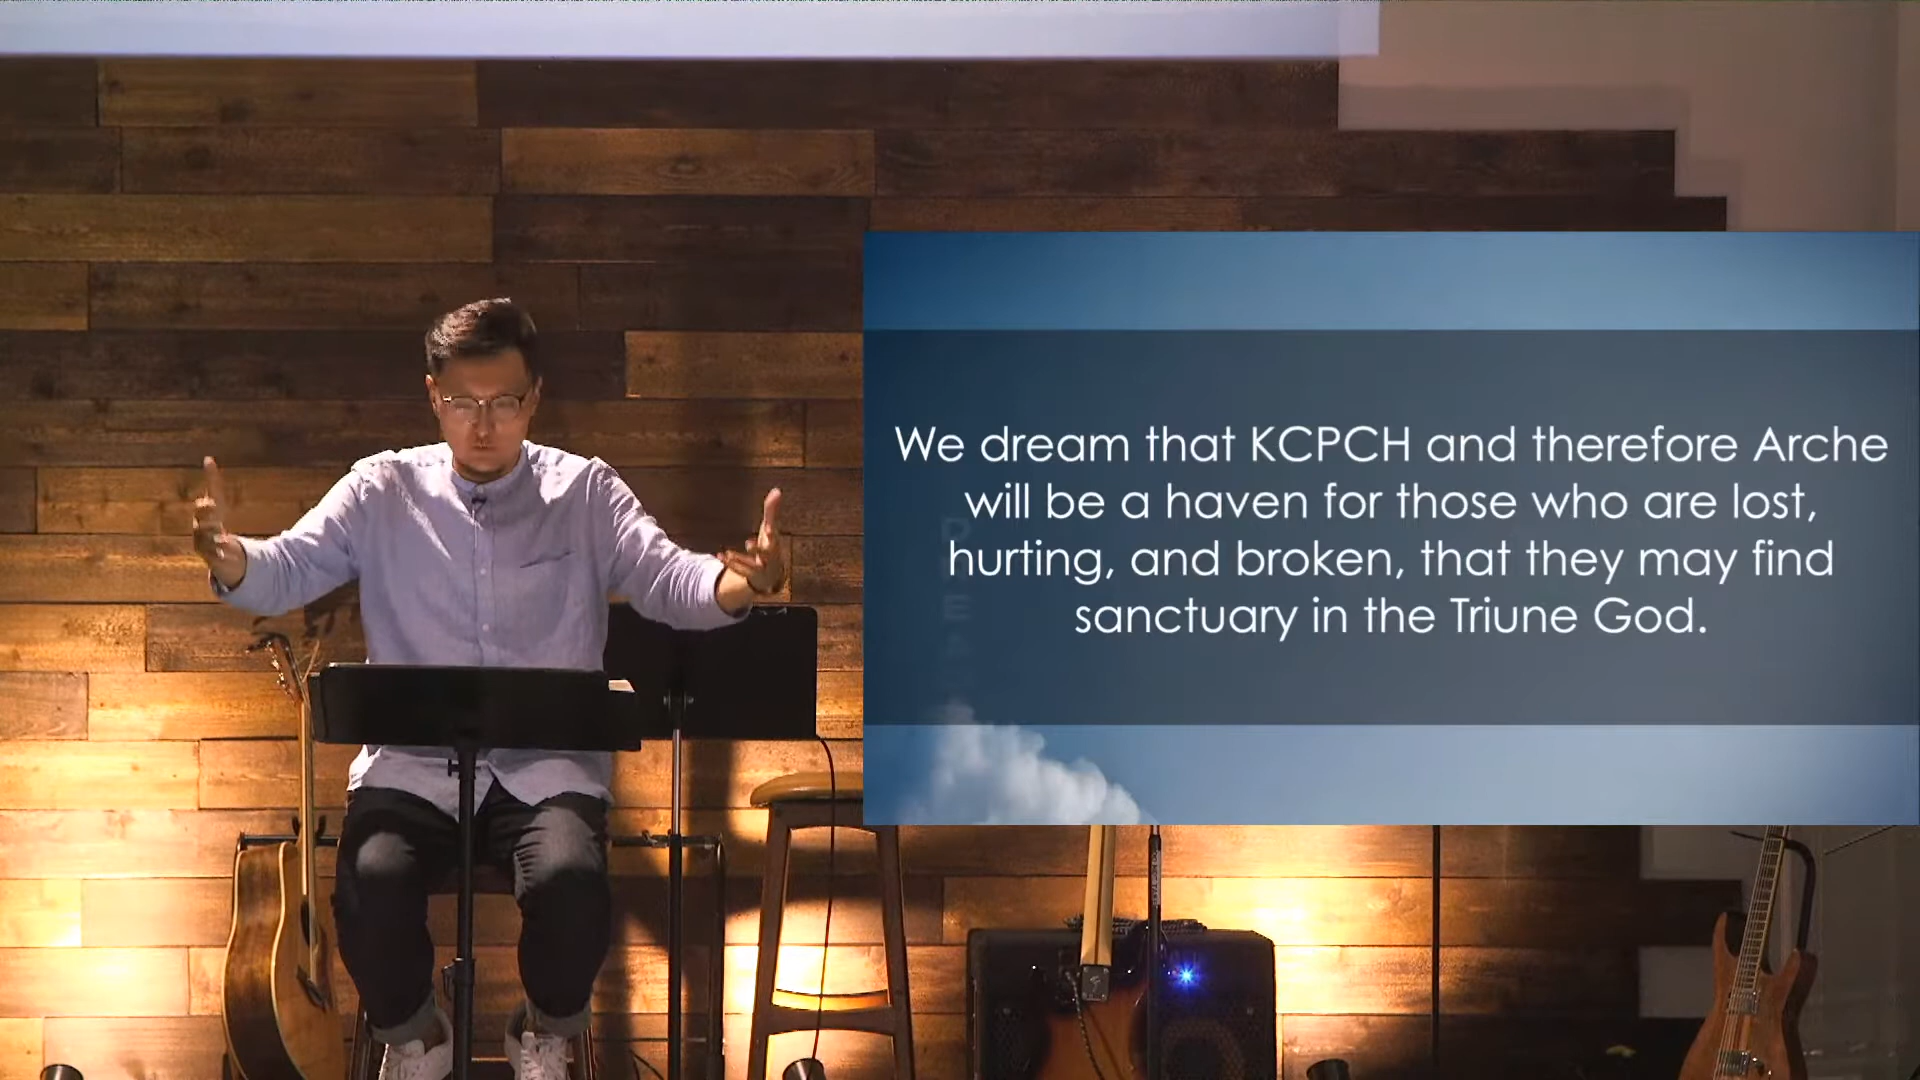 We dream that KCPCH and therefore Arche
will be a haven for those who are lost,
hurting, and broken, that they may find
sanctuary in the Triune God.